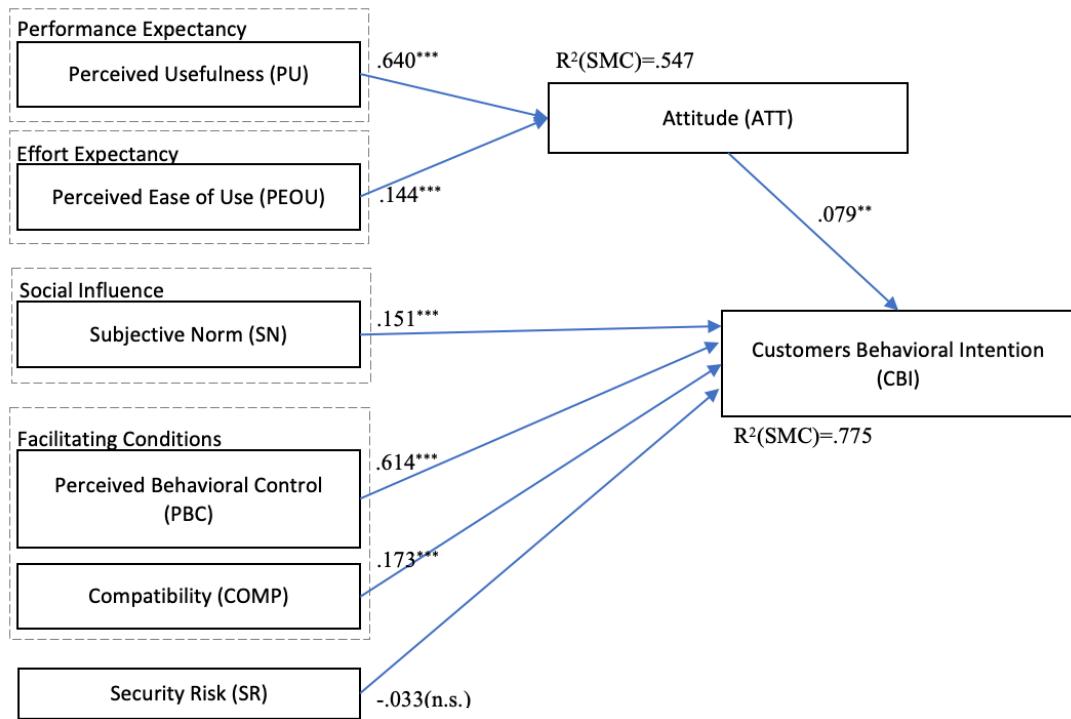 Performance Expectancy
Perceived Usefulness (PU)
.640***
R²(SMC)=.547
Attitude (ATT)
Effort Expectancy
Perceived Ease of Use (PEOU)
.144***
.079**
Social Influence
Subjective Norm (SN)
.151***
Customers Behavioral Intention
(CBI)
R²(SMC)=.775
Facilitating Conditions
Perceived Behavioral Control
(PBC)
.614***
.173***
Compatibility (COMP)
Security Risk (SR)
-.033(n.s.)